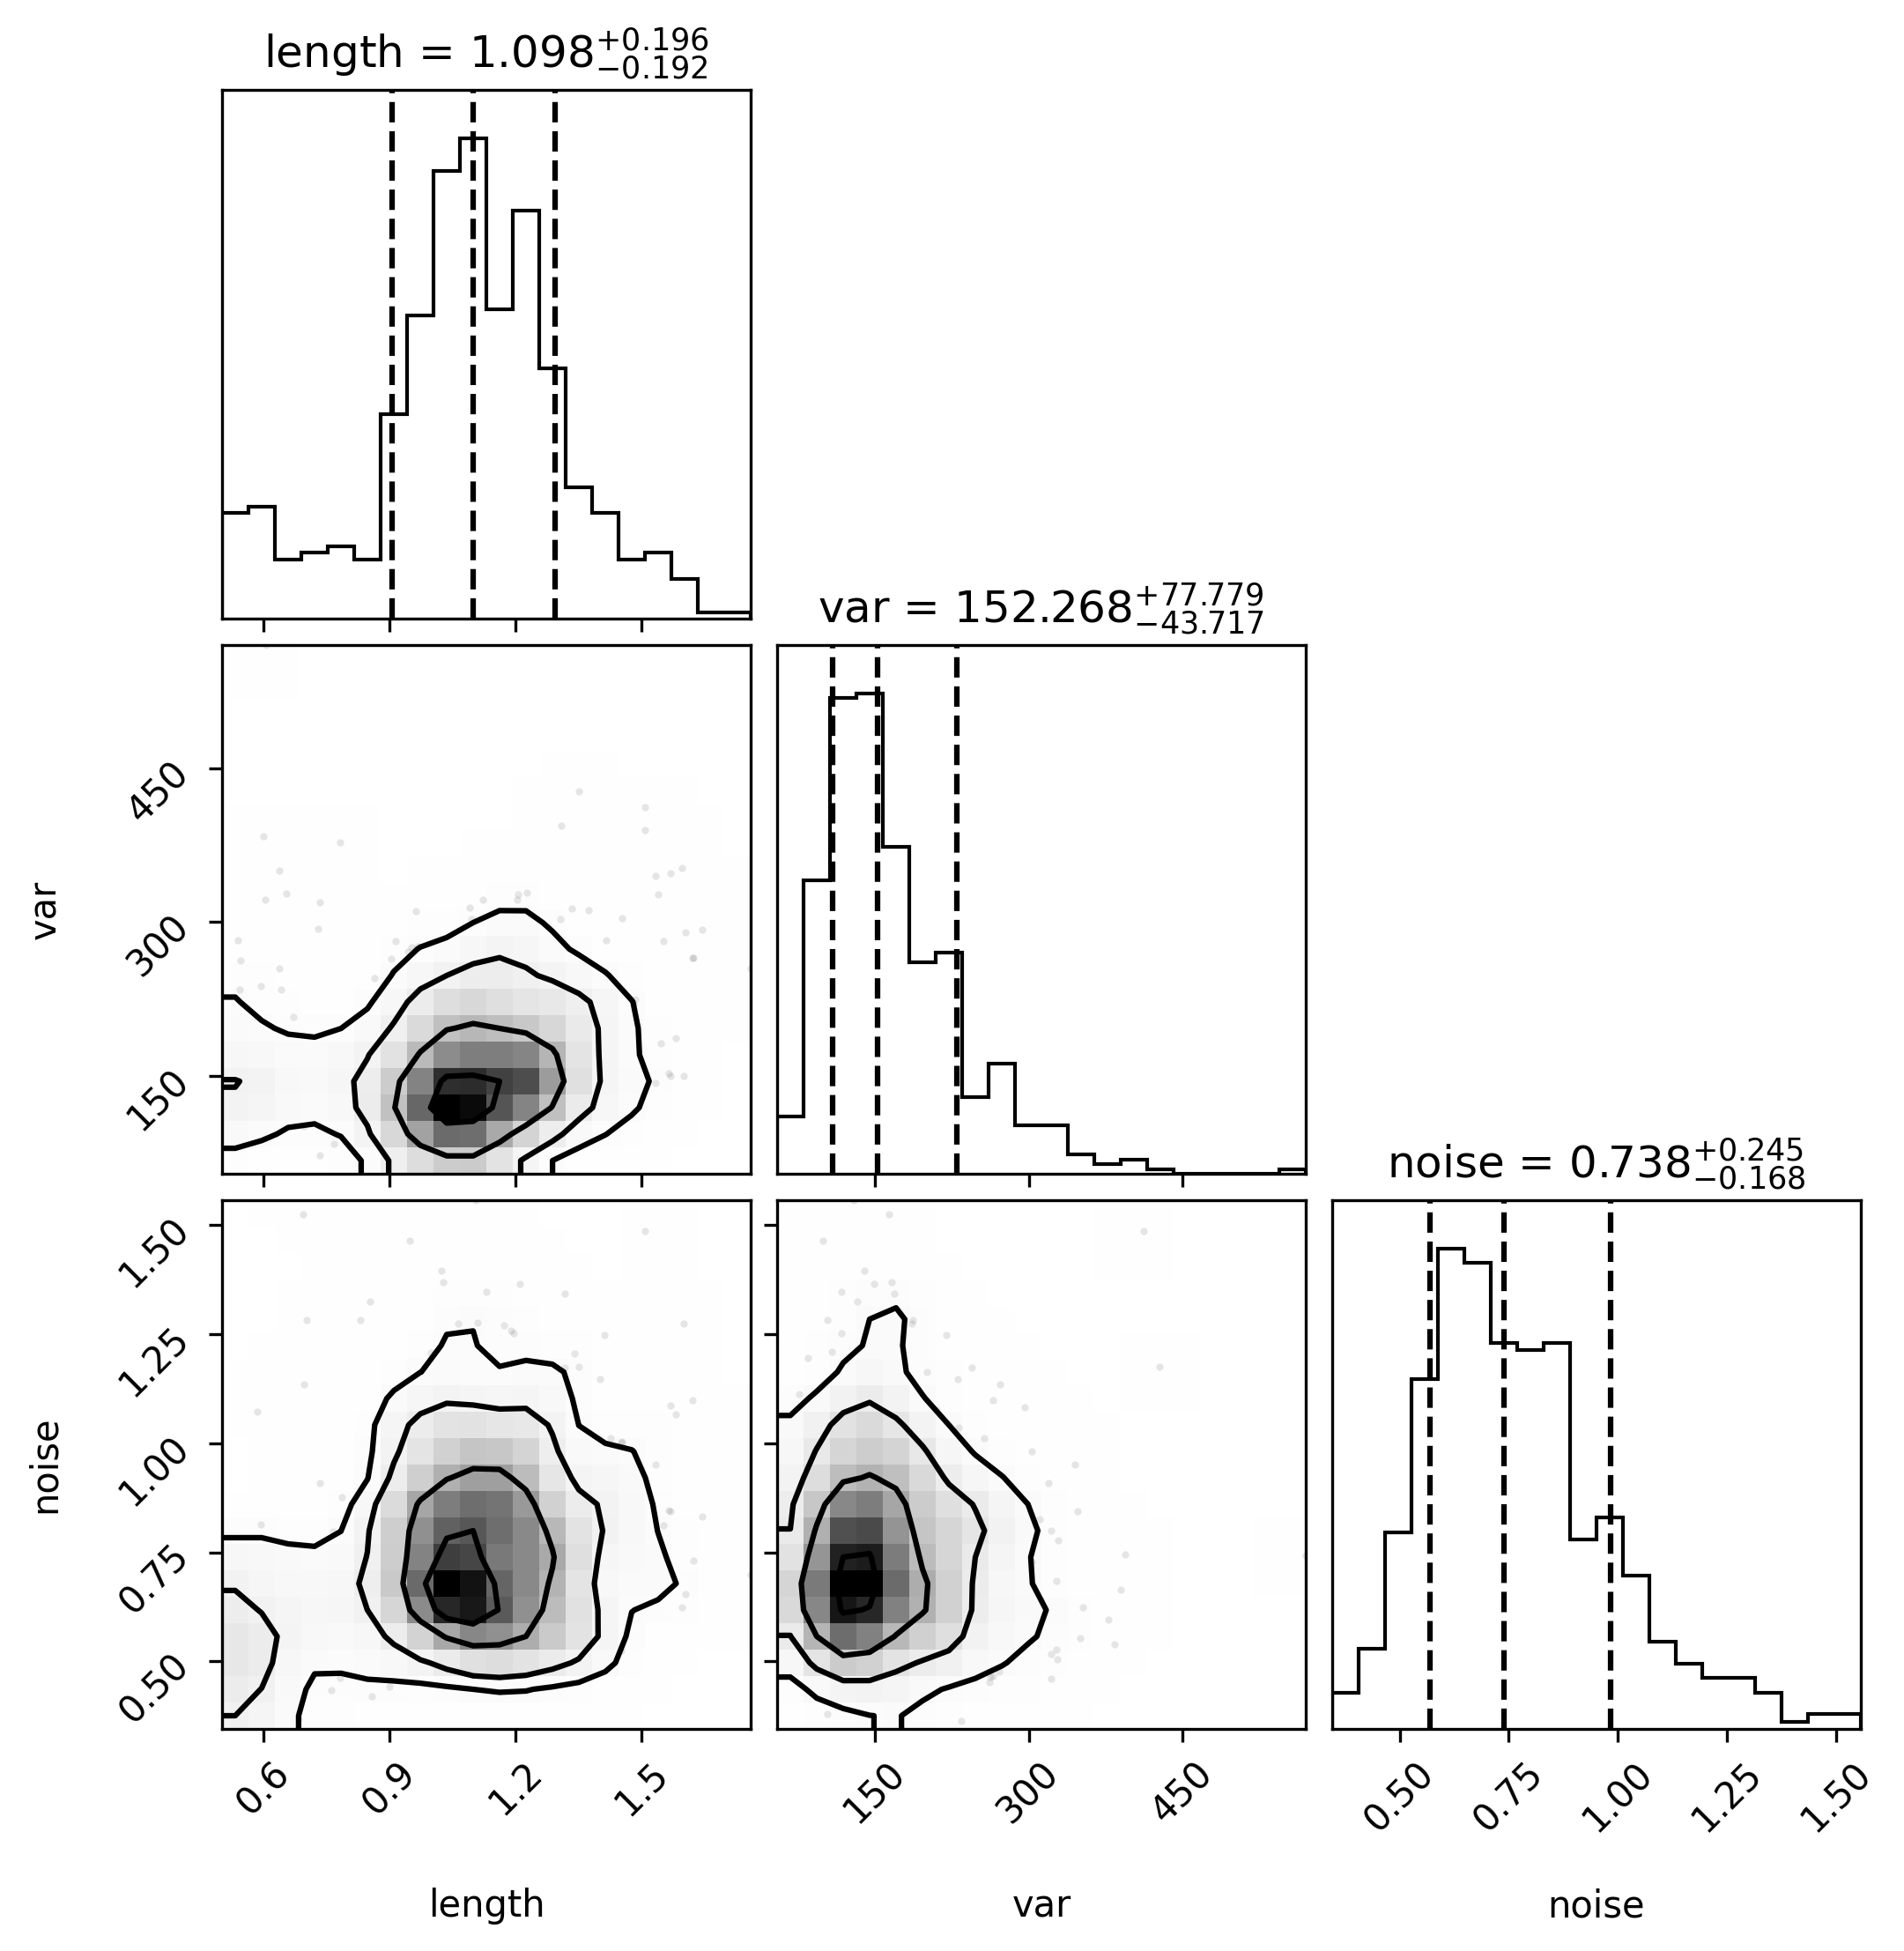 length = 1.098+0.196−0.192
var = 152.268+77.779−43.717
var
450
300
150
noise = 0.738+0.245−0.168
noise
1.50
1.25
1.00
0.75
0.50
0.6 0.9 1.2 1.5 150 300 450 0.50 0.75 1.00 1.25 1.50
length var noise